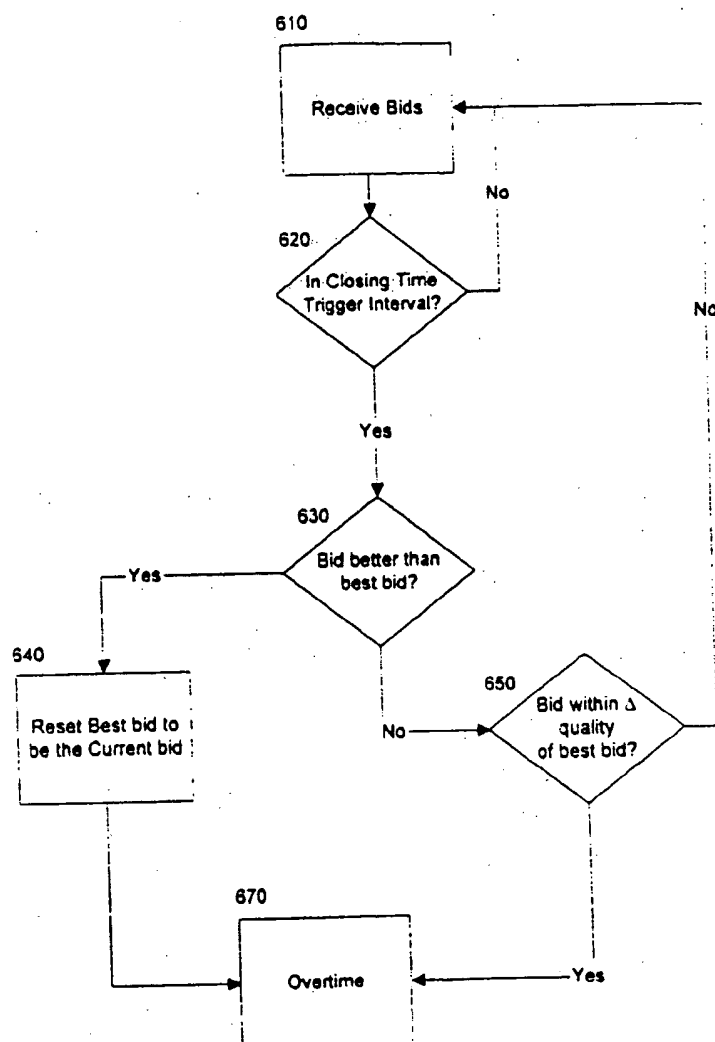 610
Receive Bids
No
620
In Closing Time
Trigger Interval?
No
Yes
630
Bid better than
best bid?
Yes
640
Reset Best bid to
be the Current bid
No
650
Bid within Δ
quality
of best bid?
670
Overtime
Yes